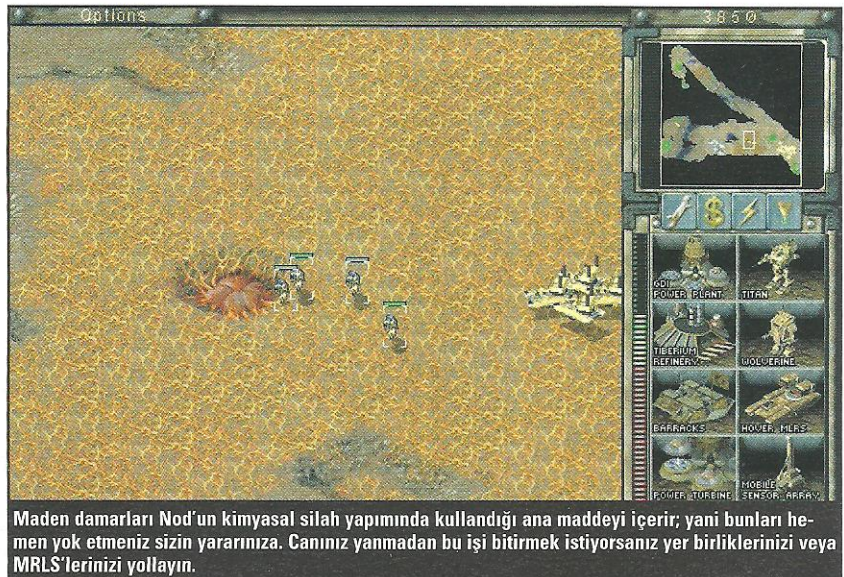 Options
3850
GDI
POWER PLANT
TITAN
TIBERIUM
REFINERY
WOLVERINE
BARRACKS
HOVER MLRS
POWER TURBINE
MOBILE
SENSOR ARRAY
Maden damarları Nod'un kimyasal silah yapımında kullandığı ana maddeyi içerir; yani bunları he-
men yok etmeniz sizin yararınıza. Canınız yanmadan bu işi bitirmek istiyorsanız yer birliklerinizi veya
MRLS'lerinizi yollayın.